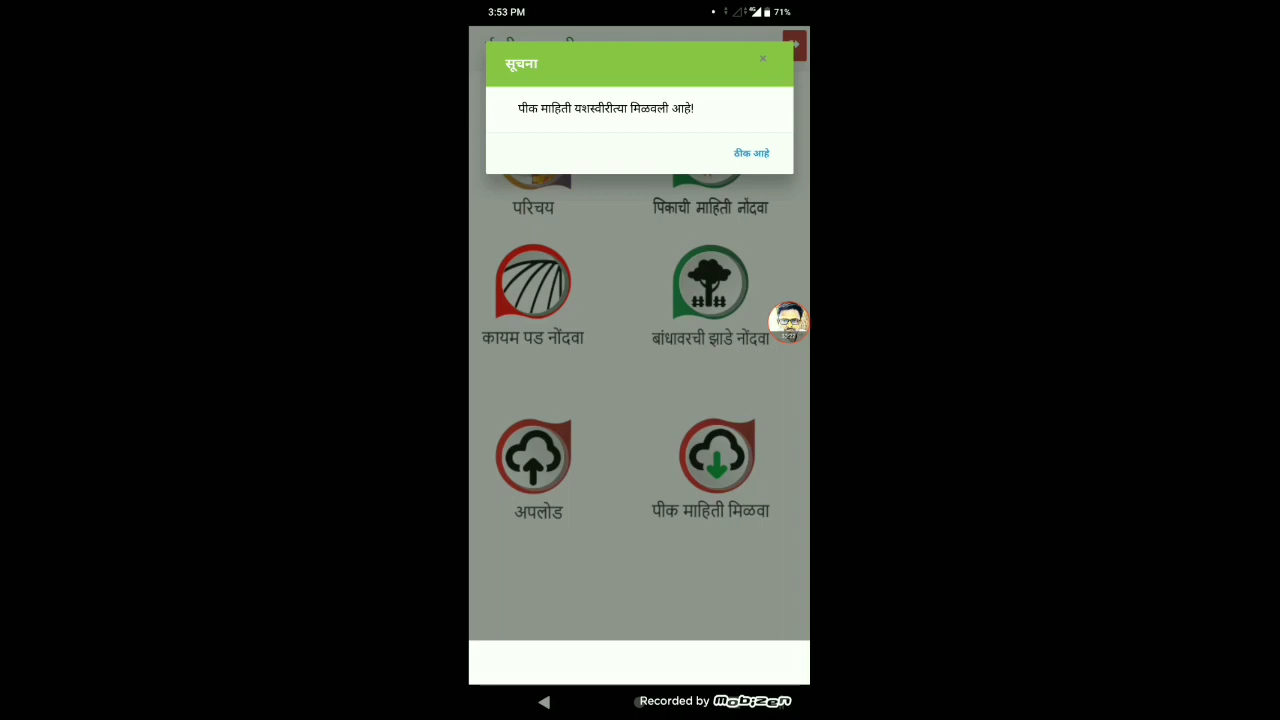 3:53 PM
4G
71%
सूचना
×
पीक माहिती यशस्वीरीत्या मिळवली आहे!
ठीक आहे
परिचय
पिकाची माहिती नोंदवा
कायम पड नोंदवा
बांधावरची झाडे नोंदवा
अपलोड
पीक माहिती मिळवा
Recorded by Mobizen